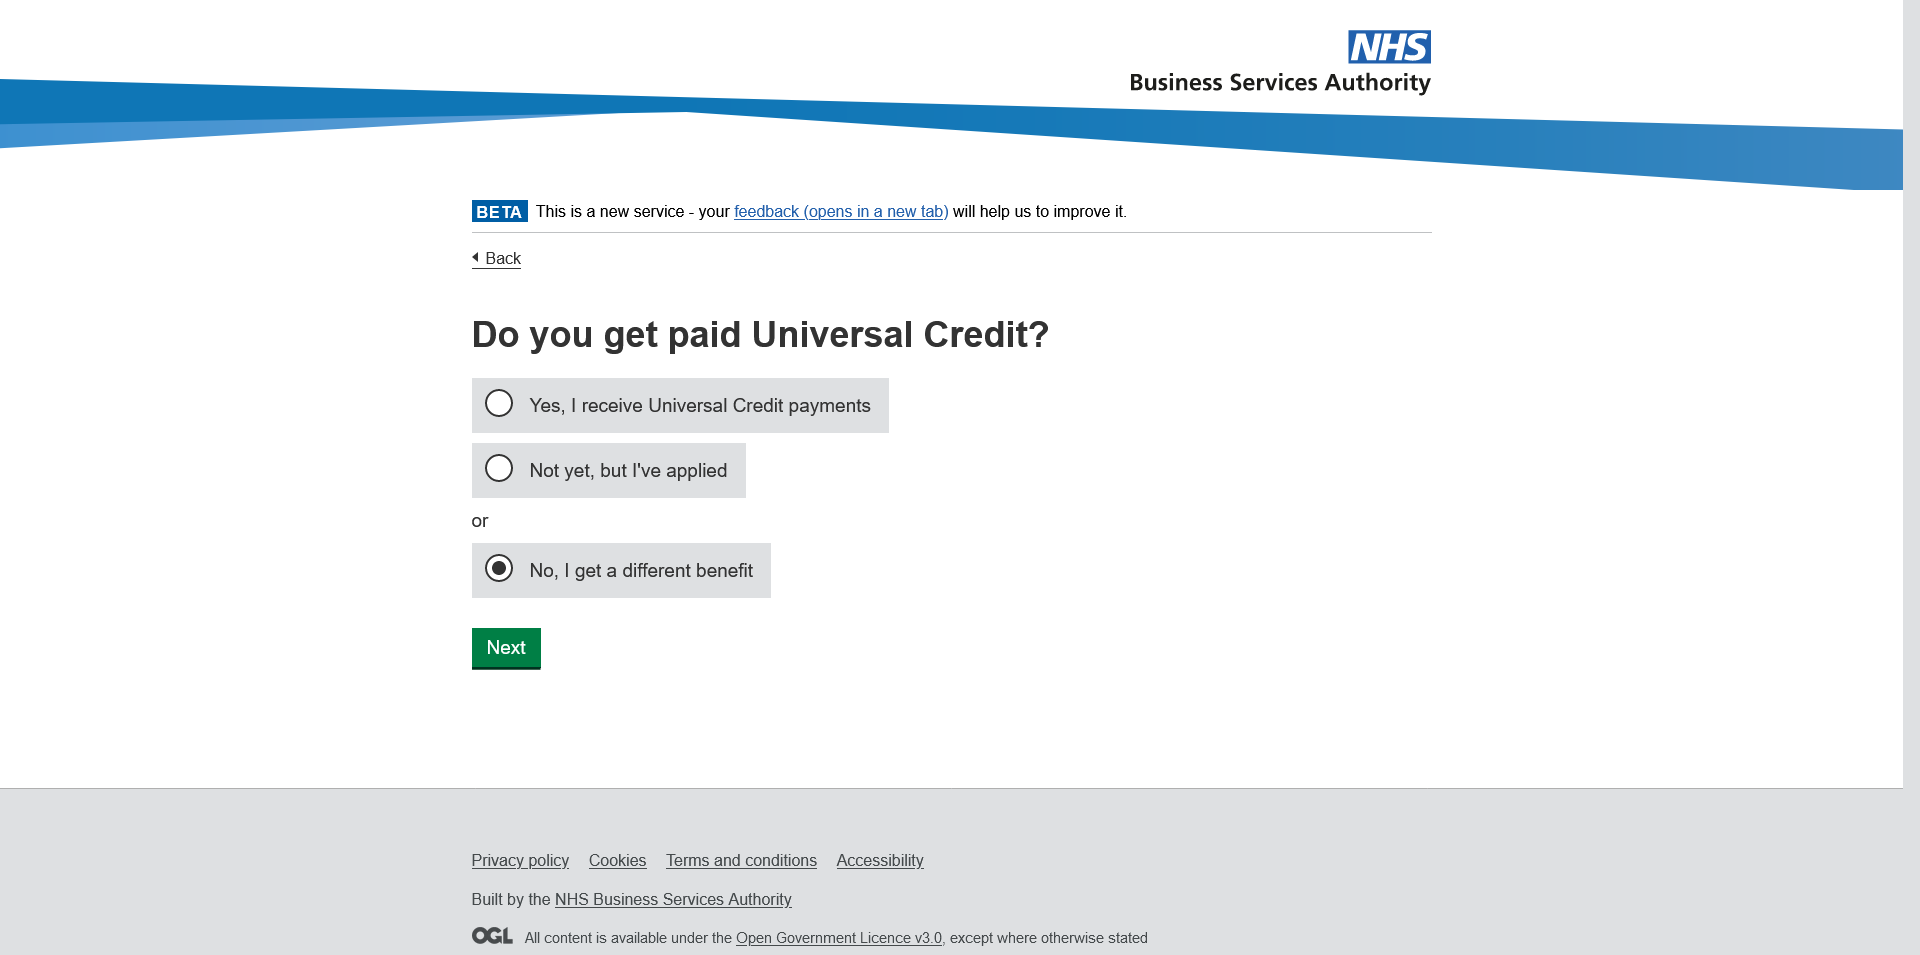 NHS
Business Services Authority
BETA This is a new service - your feedback (opens in a new tab) will help us to improve it.
Back
Do you get paid Universal Credit?
Yes, I receive Universal Credit payments
Not yet, but I've applied
or
No, I get a different benefit
Next
Privacy policy Cookies Terms and conditions Accessibility
Built by the NHS Business Services Authority
OGL All content is available under the Open Government Licence v3.0, except where otherwise stated